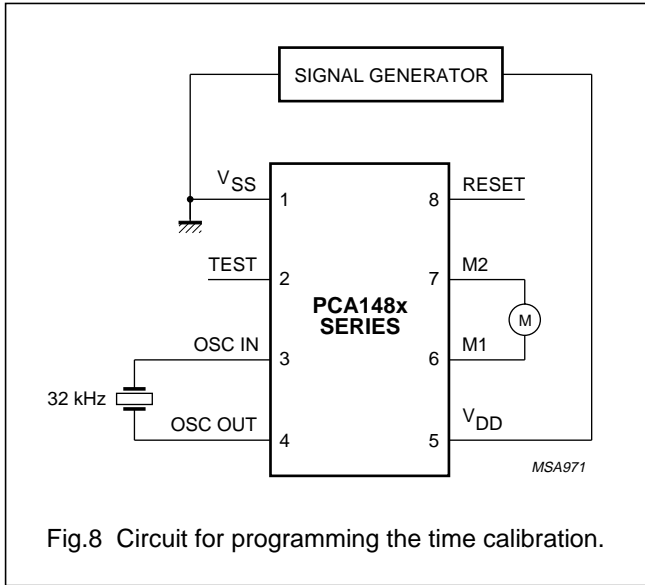 SIGNAL GENERATOR
VSS 1 8 RESET
TEST 2 7 M2
PCA148x
SERIES
M
OSC IN 3 6 M1
32 kHz
OSC OUT 4 5 VDD
MSA971
Fig.8 Circuit for programming the time calibration.